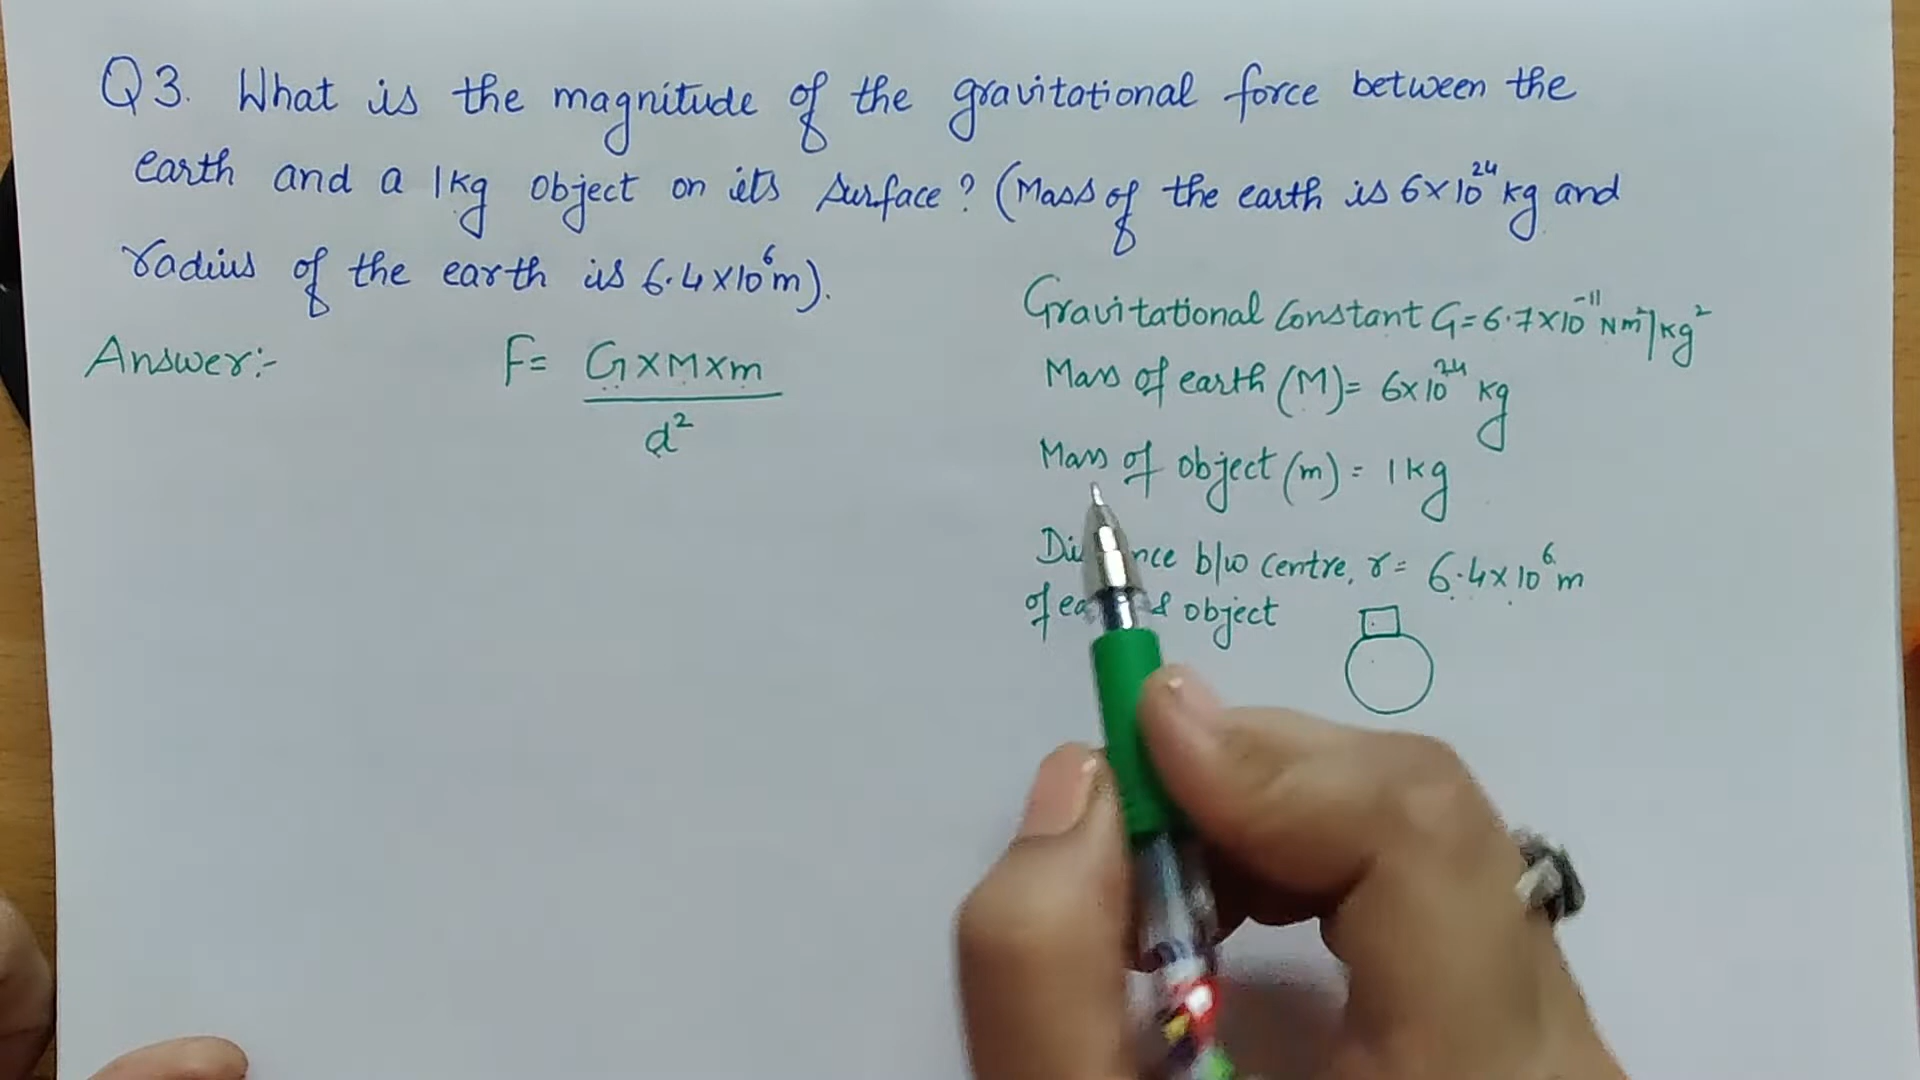 Q3. What is the magnitude of the gravitational force between the
earth and a 1kg object on its surface? (Mass of the earth is 6×10²⁴ kg and
radius of the earth is 6.4×10⁶m).
Gravitational Constant G=6.7×10⁻¹¹ Nm²/kg²
Answer:- F= G×M×m
d²
Mass of earth (M)= 6×10²⁴ kg
Mass of object (m) = 1kg
b/w centre, r= 6.4×10⁶m
of & object